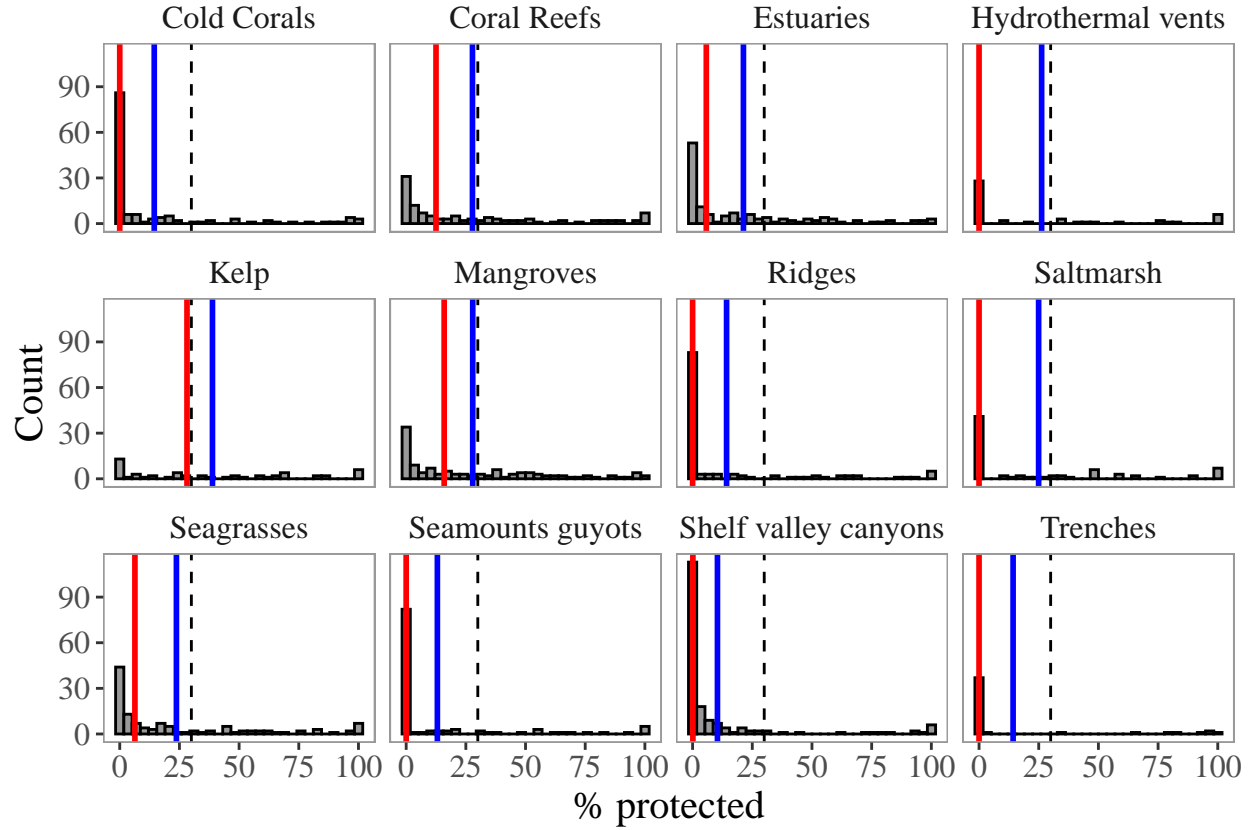 Cold Corals Coral Reefs Estuaries Hydrothermal vents
90
60
30
0
Kelp Mangroves Ridges Saltmarsh
90
60
30
0
Count
Seagrasses Seamounts guyots Shelf valley canyons Trenches
90
60
30
0
0 25 50 75 100 0 25 50 75 100 0 25 50 75 100 0 25 50 75 100
% protected